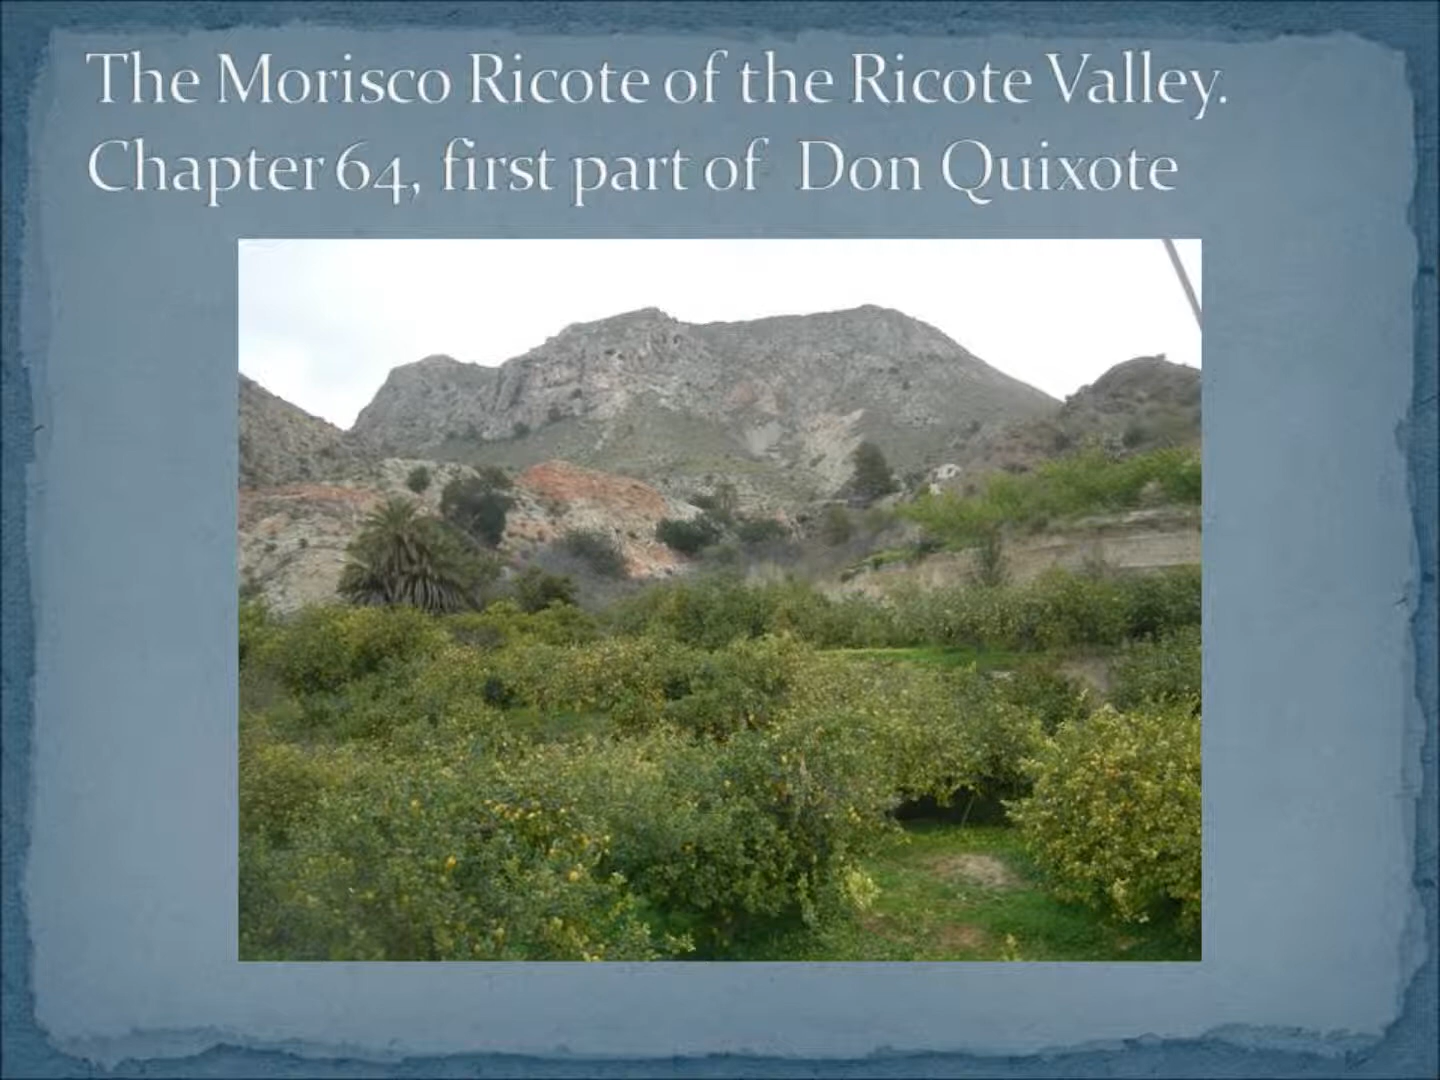 The Morisco Ricote of the Ricote Valley.
Chapter 64, first part of Don Quixote